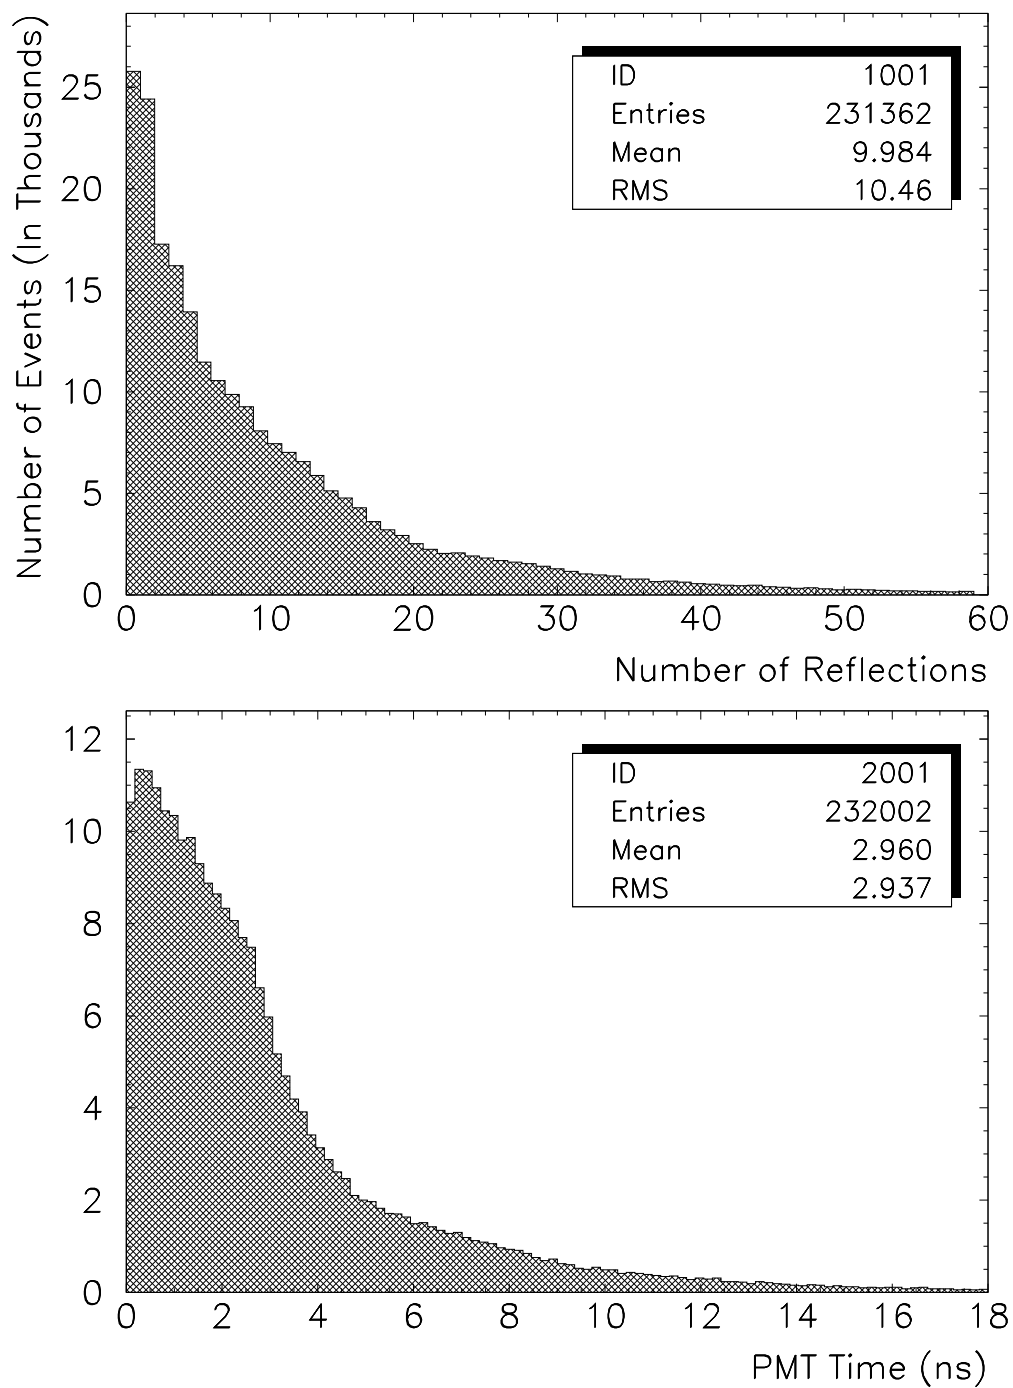 Number of Events (In Thousands)
25
20
15
10
5
0
ID 1001
Entries 231362
Mean 9.984
RMS 10.46
0 10 20 30 40 50 60
Number of Reflections
12
10
8
6
4
2
0
ID 2001
Entries 232002
Mean 2.960
RMS 2.937
0 2 4 6 8 10 12 14 16 18
PMT Time (ns)